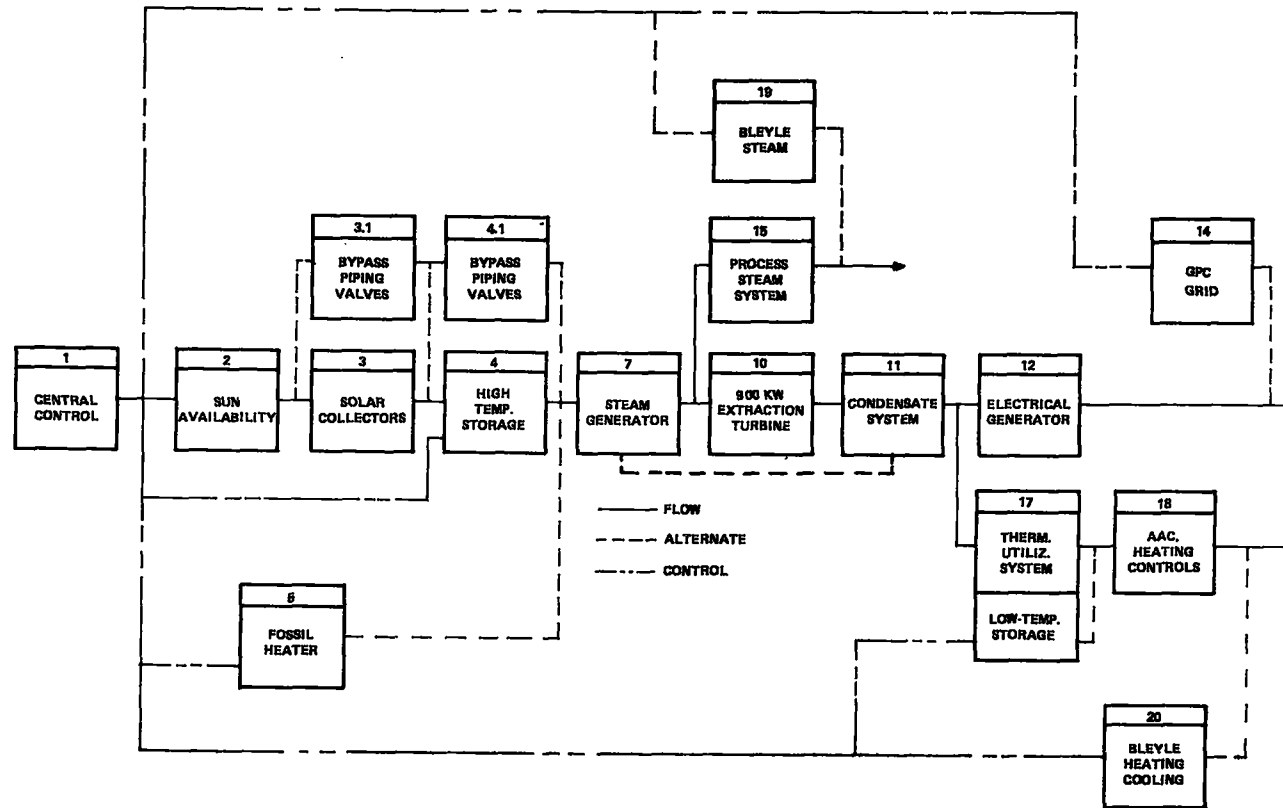 19
BLEYLE
STEAM
3.1
BYPASS
PIPING
VALVES
4.1
BYPASS
PIPING
VALVES
15
PROCESS
STEAM
SYSTEM
14
GPC
GRID
1
CENTRAL
CONTROL
2
SUN
AVAILABILITY
3
SOLAR
COLLECTORS
4
HIGH
TEMP.
STORAGE
7
STEAM
GENERATOR
10
900 KW
EXTRACTION
TURBINE
11
CONDENSATE
SYSTEM
12
ELECTRICAL
GENERATOR
FLOW
ALTERNATE
CONTROL
17
THERM.
UTILIZ.
SYSTEM
LOW-TEMP.
STORAGE
18
AAC.
HEATING
CONTROLS
FOSSIL
HEATER
20
BLEYLE
HEATING
COOLING